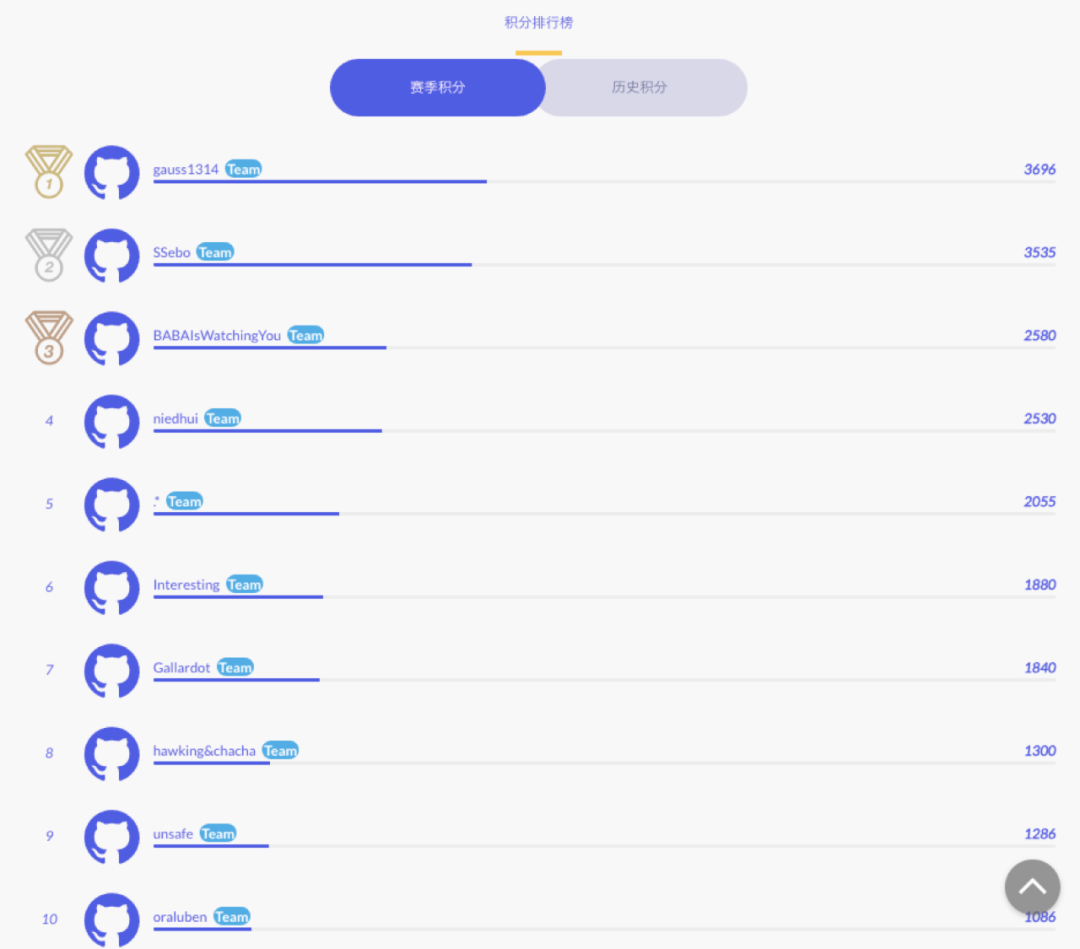 积分排行榜
赛季积分 历史积分
1 gauss1314 Team 3696
2 SSebo Team 3535
3 BABAIsWatchingYou Team 2580
4 niedhui Team 2530
5 .* Team 2055
6 Interesting Team 1880
7 Gallardot Team 1840
8 hawking&chacha Team 1300
9 unsafe Team 1286
10 oraluben Team 1086